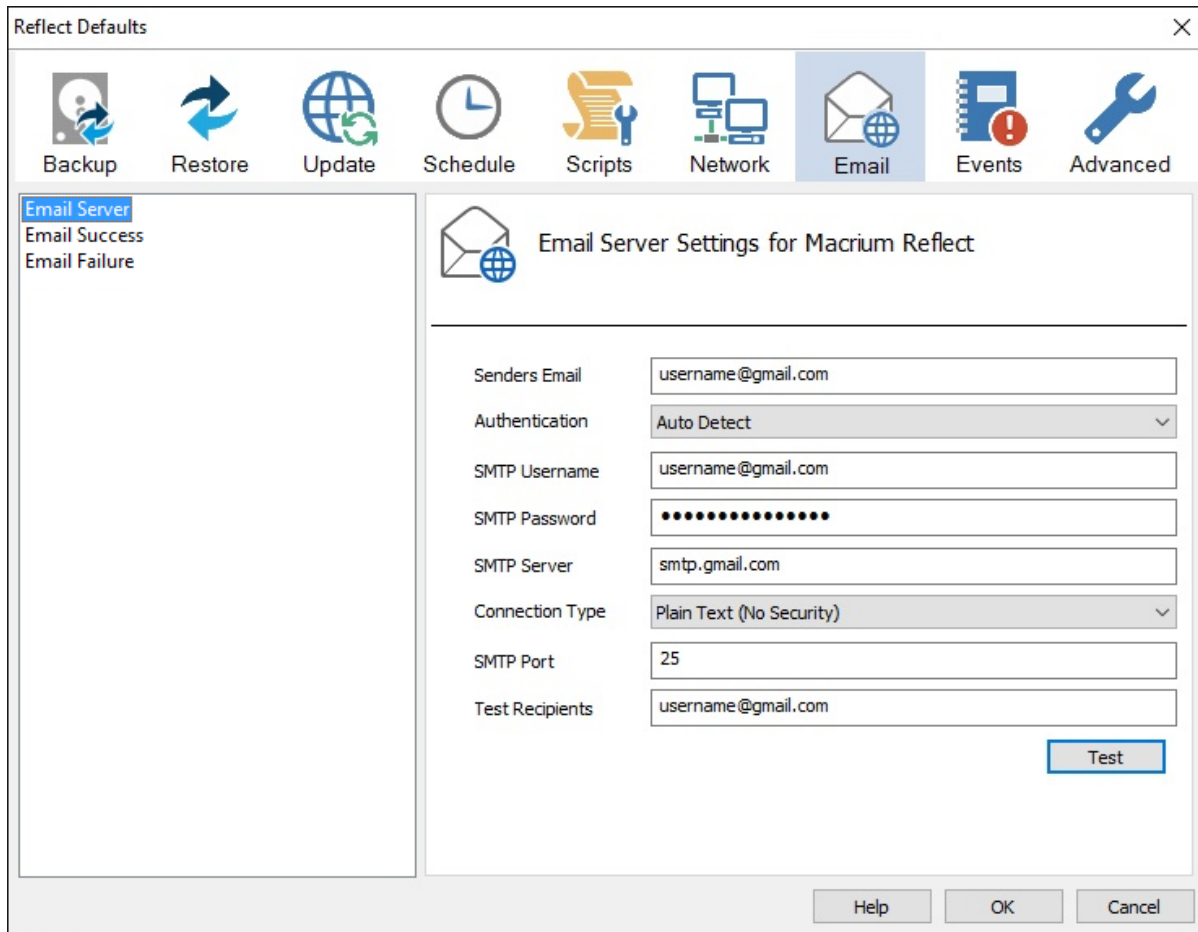 Reflect Defaults
Backup Restore Update Schedule Scripts Network Email Events Advanced
Email Server
Email Success
Email Failure
Email Server Settings for Macrium Reflect
Senders Email username@gmail.com
Authentication Auto Detect
SMTP Username username@gmail.com
SMTP Password •••••••••••••••
SMTP Server smtp.gmail.com
Connection Type Plain Text (No Security)
SMTP Port 25
Test Recipients username@gmail.com
Test
Help OK Cancel